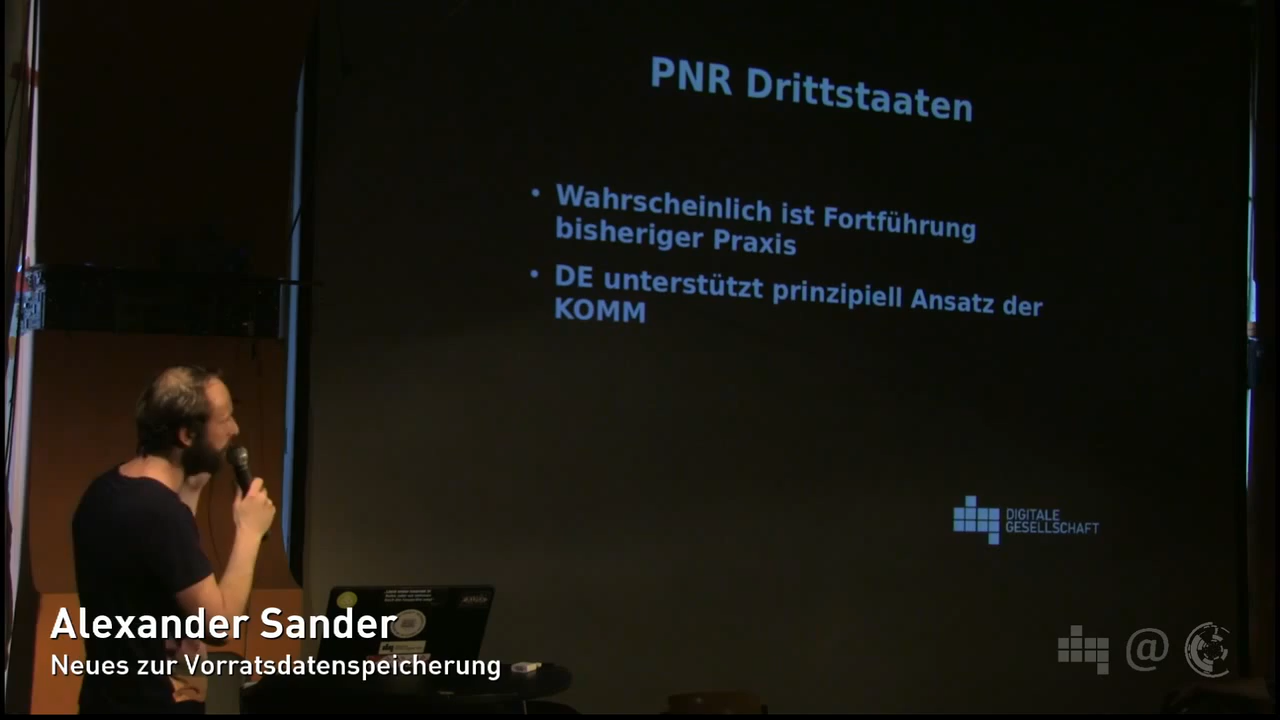 PNR Drittstaaten
• Wahrscheinlich ist Fortführung
bisheriger Praxis
• DE unterstützt prinzipiell Ansatz der
KOMM
DIGITALE
GESELLSCHAFT
Alexander Sander
Neues zur Vorratsdatenspeicherung
@